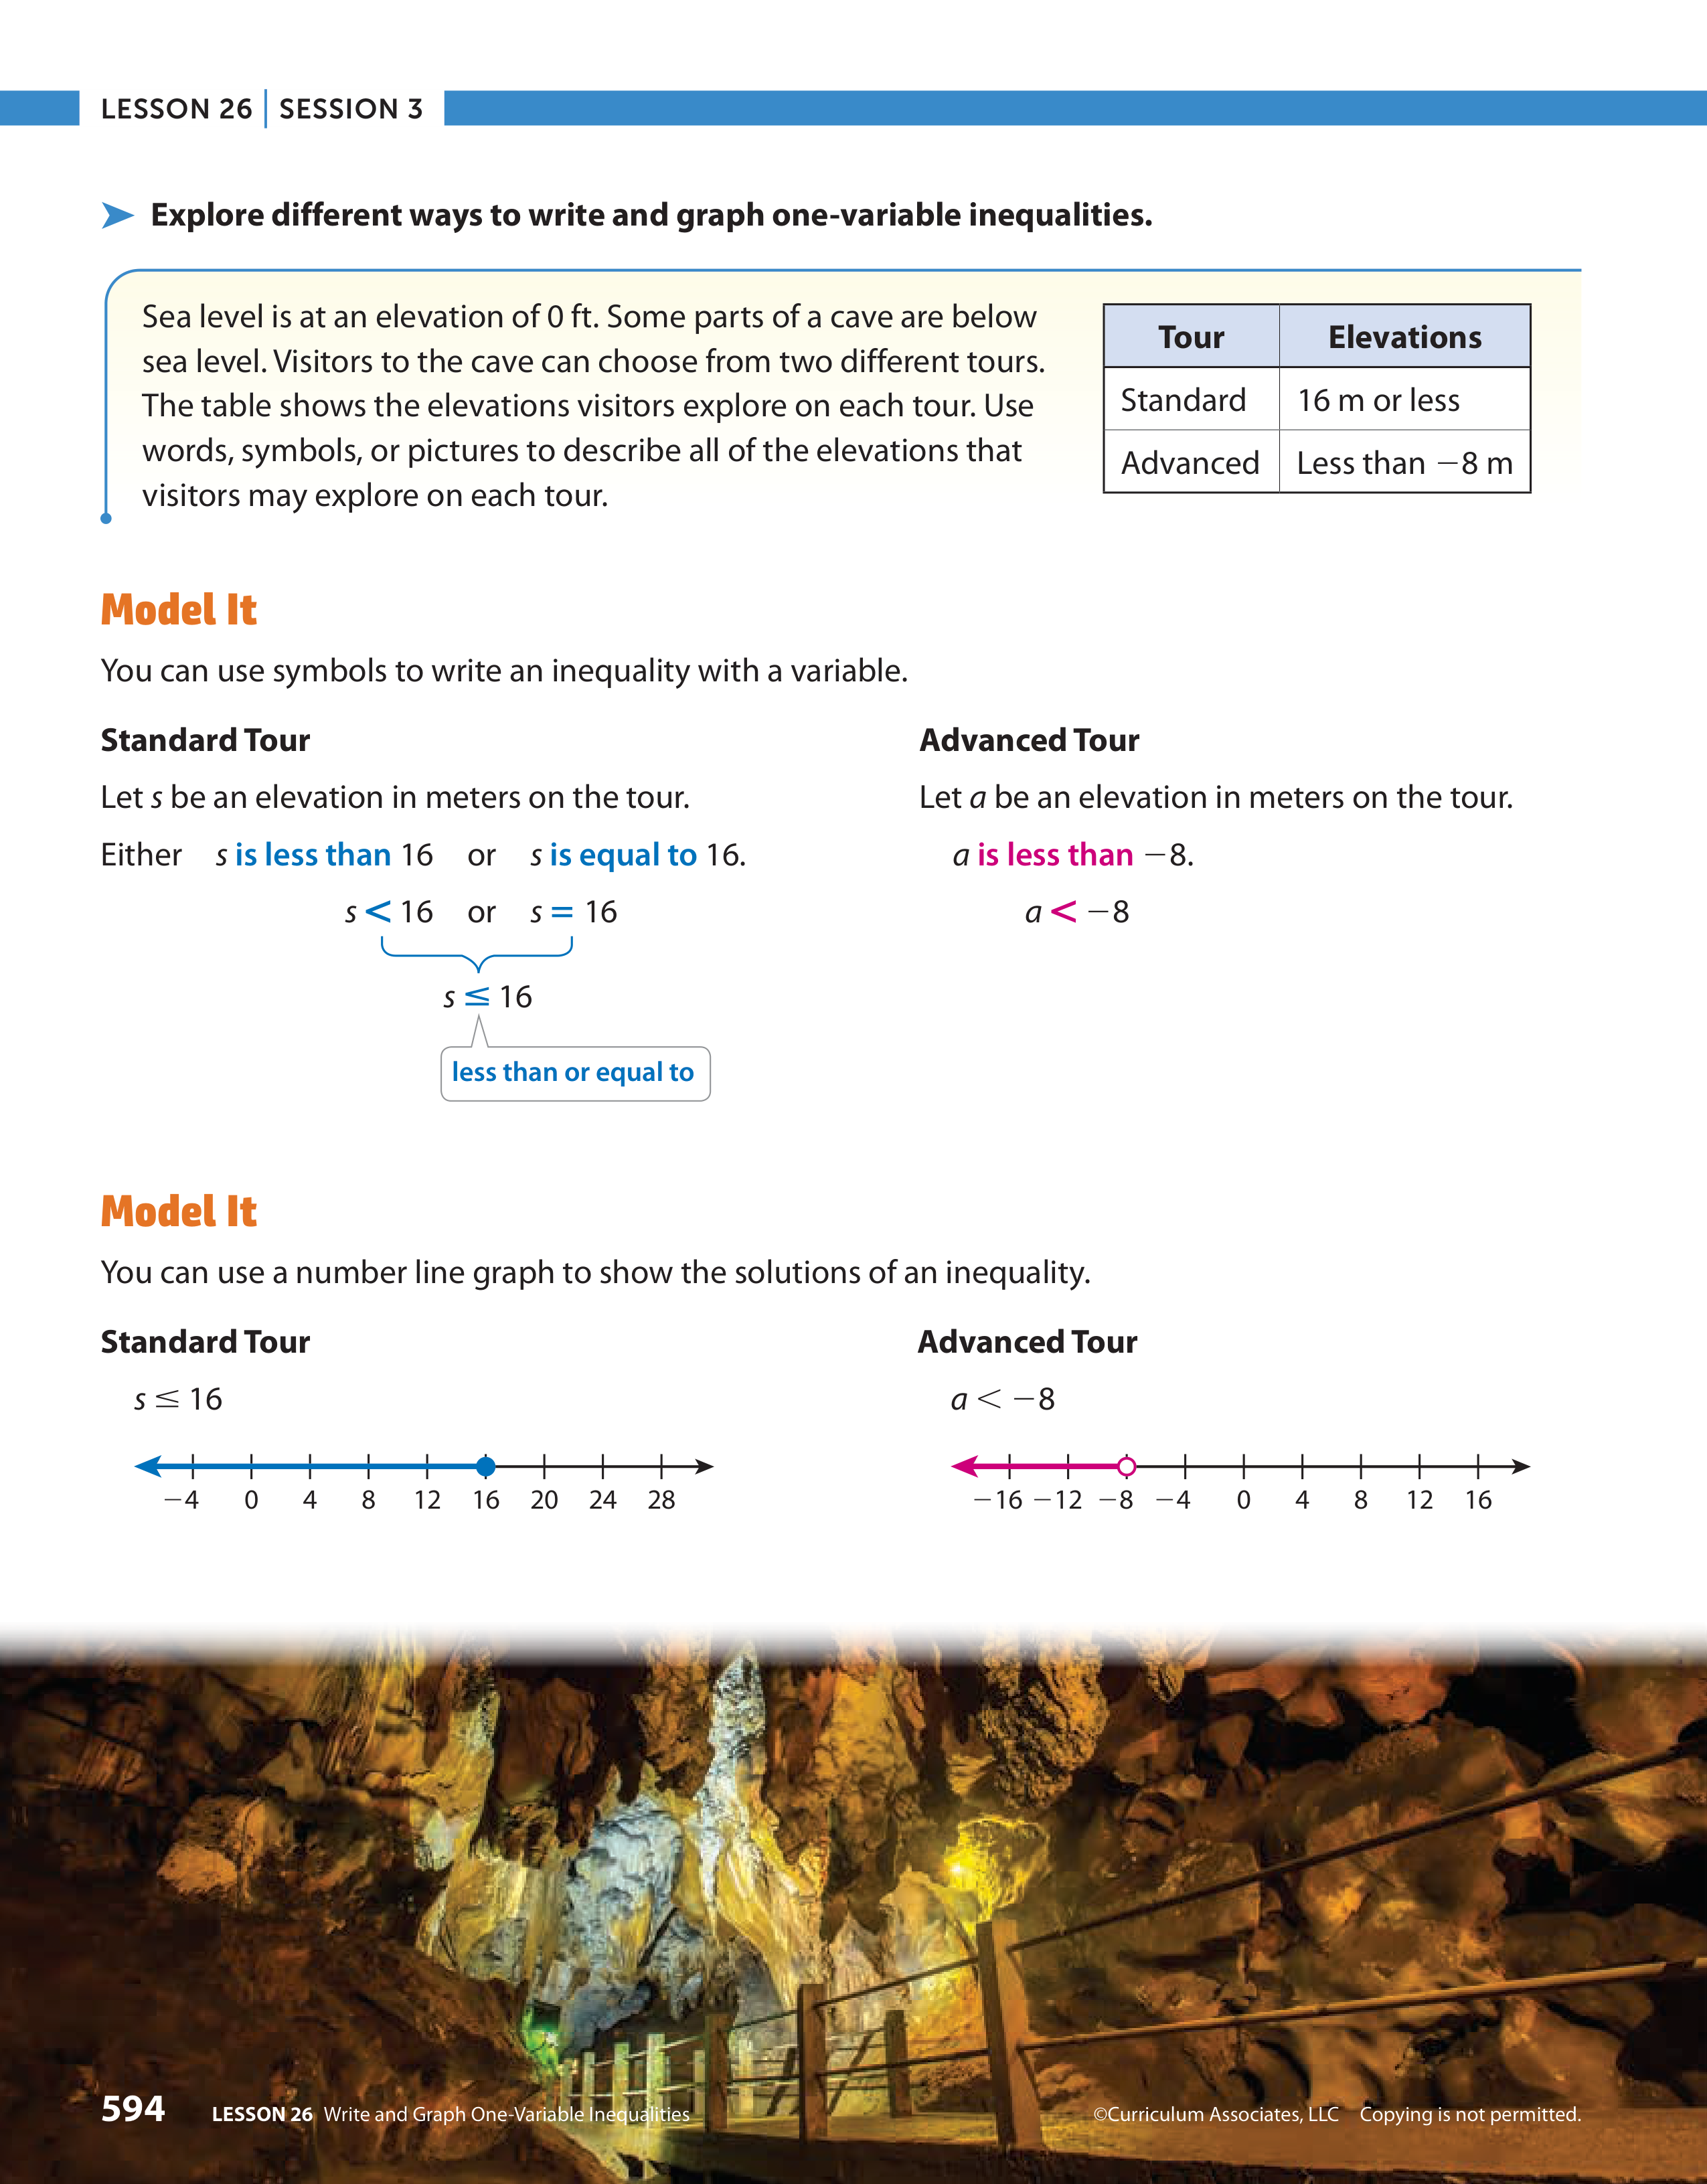 LESSON 26 | SESSION 3
Explore different ways to write and graph one-variable inequalities.
Sea level is at an elevation of 0 ft. Some parts of a cave are below
sea level. Visitors to the cave can choose from two different tours.
The table shows the elevations visitors explore on each tour. Use
words, symbols, or pictures to describe all of the elevations that
visitors may explore on each tour.
Tour Elevations
Standard 16 m or less
Advanced Less than −8 m
Model It
You can use symbols to write an inequality with a variable.
Standard Tour
Let s be an elevation in meters on the tour.
Either s is less than 16 or s is equal to 16.
s < 16 or s = 16
s ≤ 16
less than or equal to
Advanced Tour
Let a be an elevation in meters on the tour.
a is less than −8.
a < −8
Model It
You can use a number line graph to show the solutions of an inequality.
Standard Tour
s ≤ 16
−4 0 4 8 12 16 20 24 28
Advanced Tour
a < −8
−16 −12 −8 −4 0 4 8 12 16
594 LESSON 26 Write and Graph One-Variable Inequalities
©Curriculum Associates, LLC Copying is not permitted.